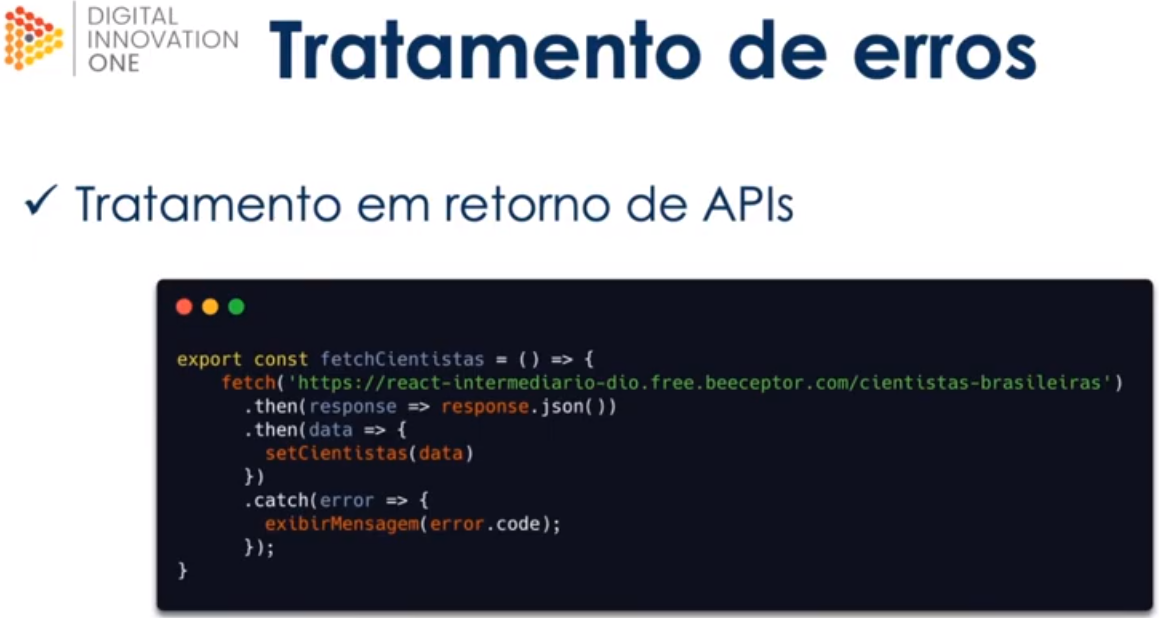 DIGITAL
INNOVATION
ONE
Tratamento de erros
✓ Tratamento em retorno de APIs
export const fetchCientistas = () => {
    fetch('https://react-intermediario-dio.free.beeceptor.com/cientistas-brasileiras')
      .then(response => response.json())
      .then(data => {
        setCientistas(data)
      })
      .catch(error => {
        exibirMensagem(error.code);
      });
}